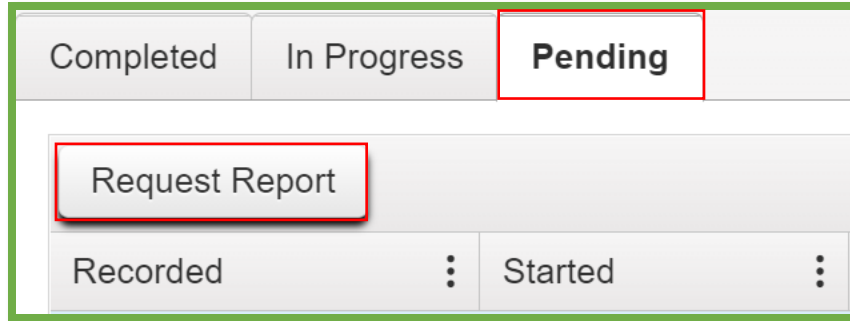 Completed In Progress Pending
Request Report
Recorded Started